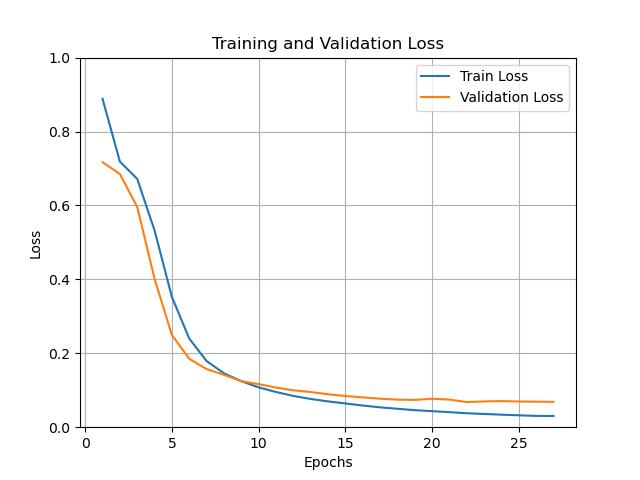 Training and Validation Loss
Train Loss
Validation Loss
1.0
0.8
0.6
0.4
0.2
0.0
Loss
0 5 10 15 20 25
Epochs